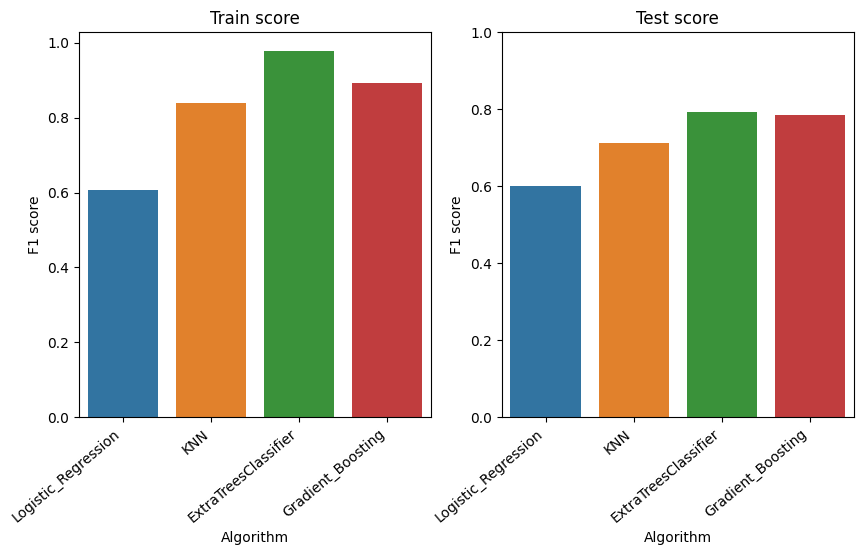 Train score
1.0
0.8
0.6
0.4
0.2
0.0
F1 score
Logistic_Regression
KNN
ExtraTreesClassifier
Gradient_Boosting
Algorithm
Test score
1.0
0.8
0.6
0.4
0.2
0.0
F1 score
Logistic_Regression
KNN
ExtraTreesClassifier
Gradient_Boosting
Algorithm